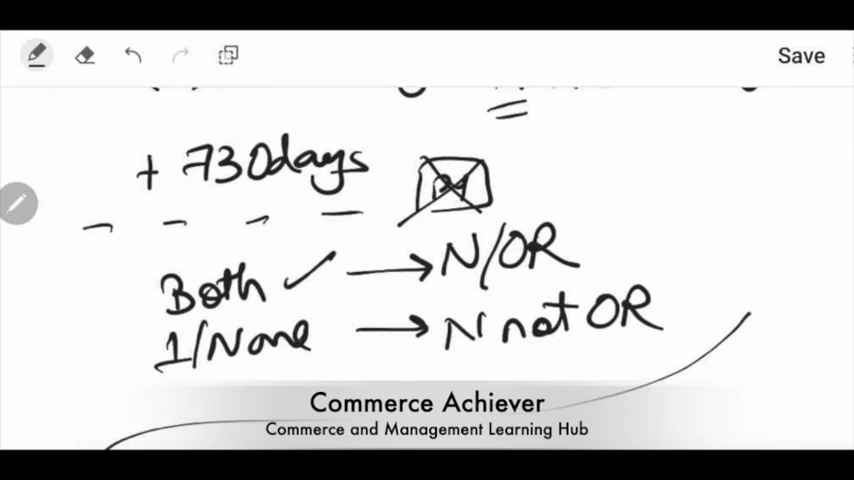 Save
+ 730days
Both ✓ → N/OR
1/None → N not OR
Commerce Achiever
Commerce and Management Learning Hub